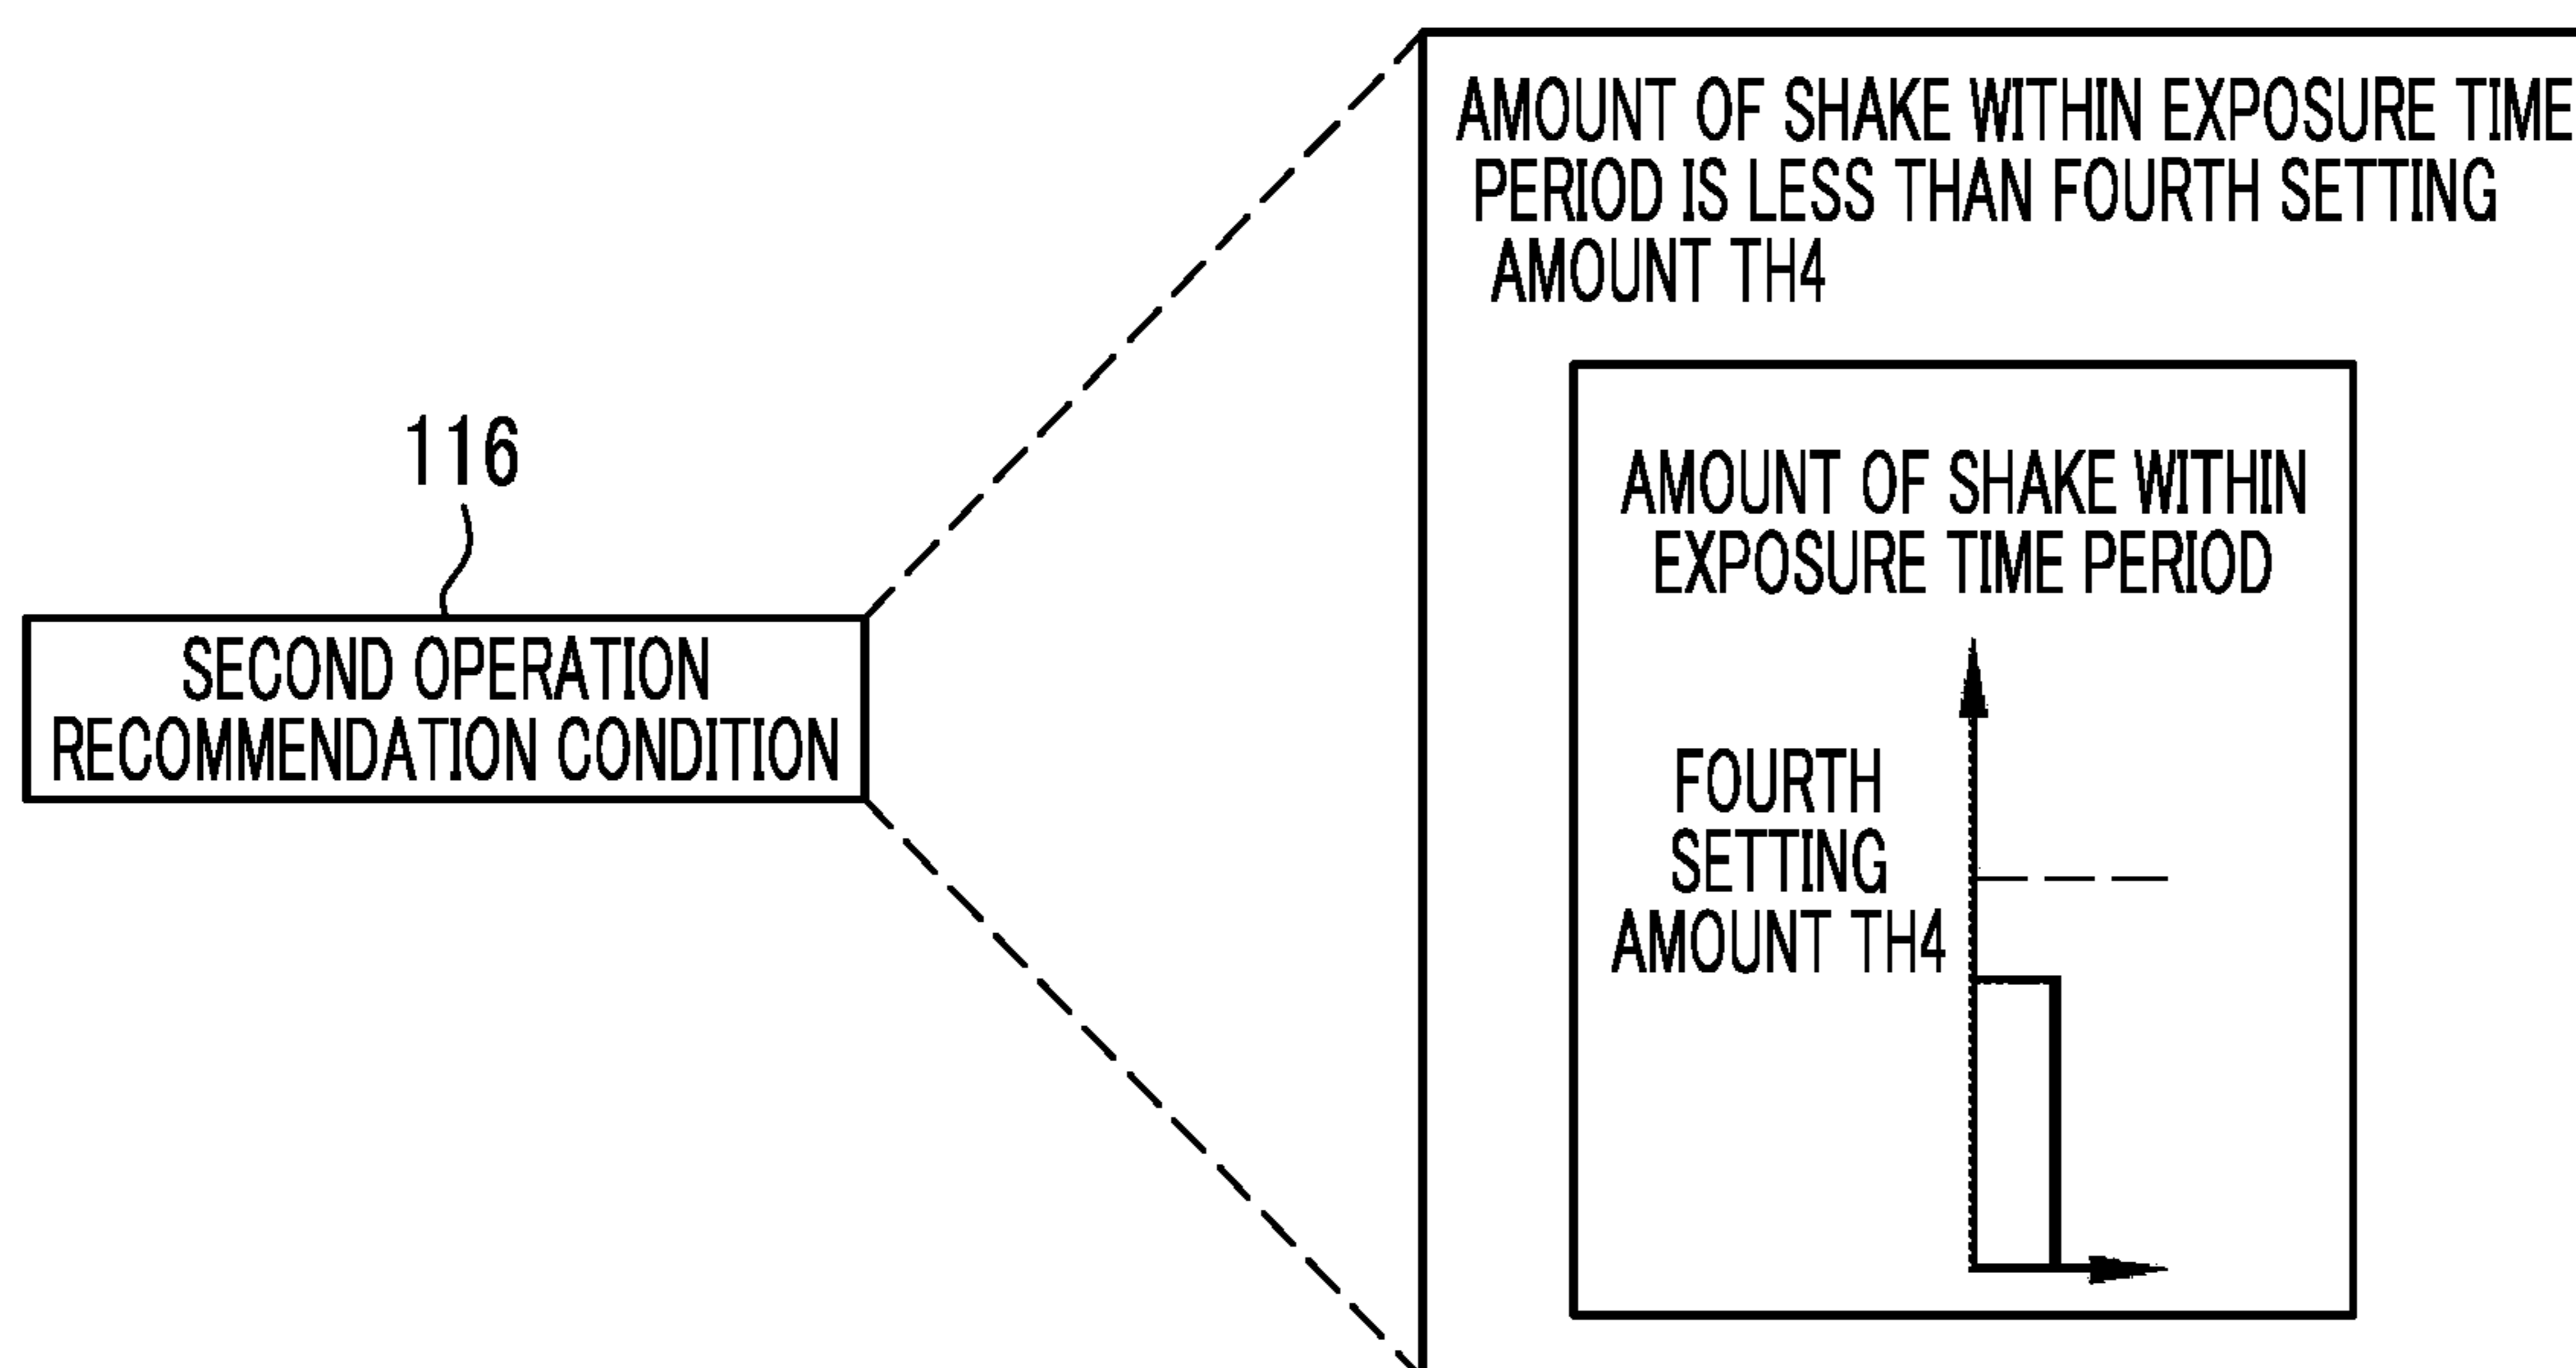 116
SECOND OPERATION
RECOMMENDATION CONDITION
AMOUNT OF SHAKE WITHIN EXPOSURE TIME
PERIOD IS LESS THAN FOURTH SETTING
AMOUNT TH4
AMOUNT OF SHAKE WITHIN
EXPOSURE TIME PERIOD
FOURTH
SETTING
AMOUNT TH4